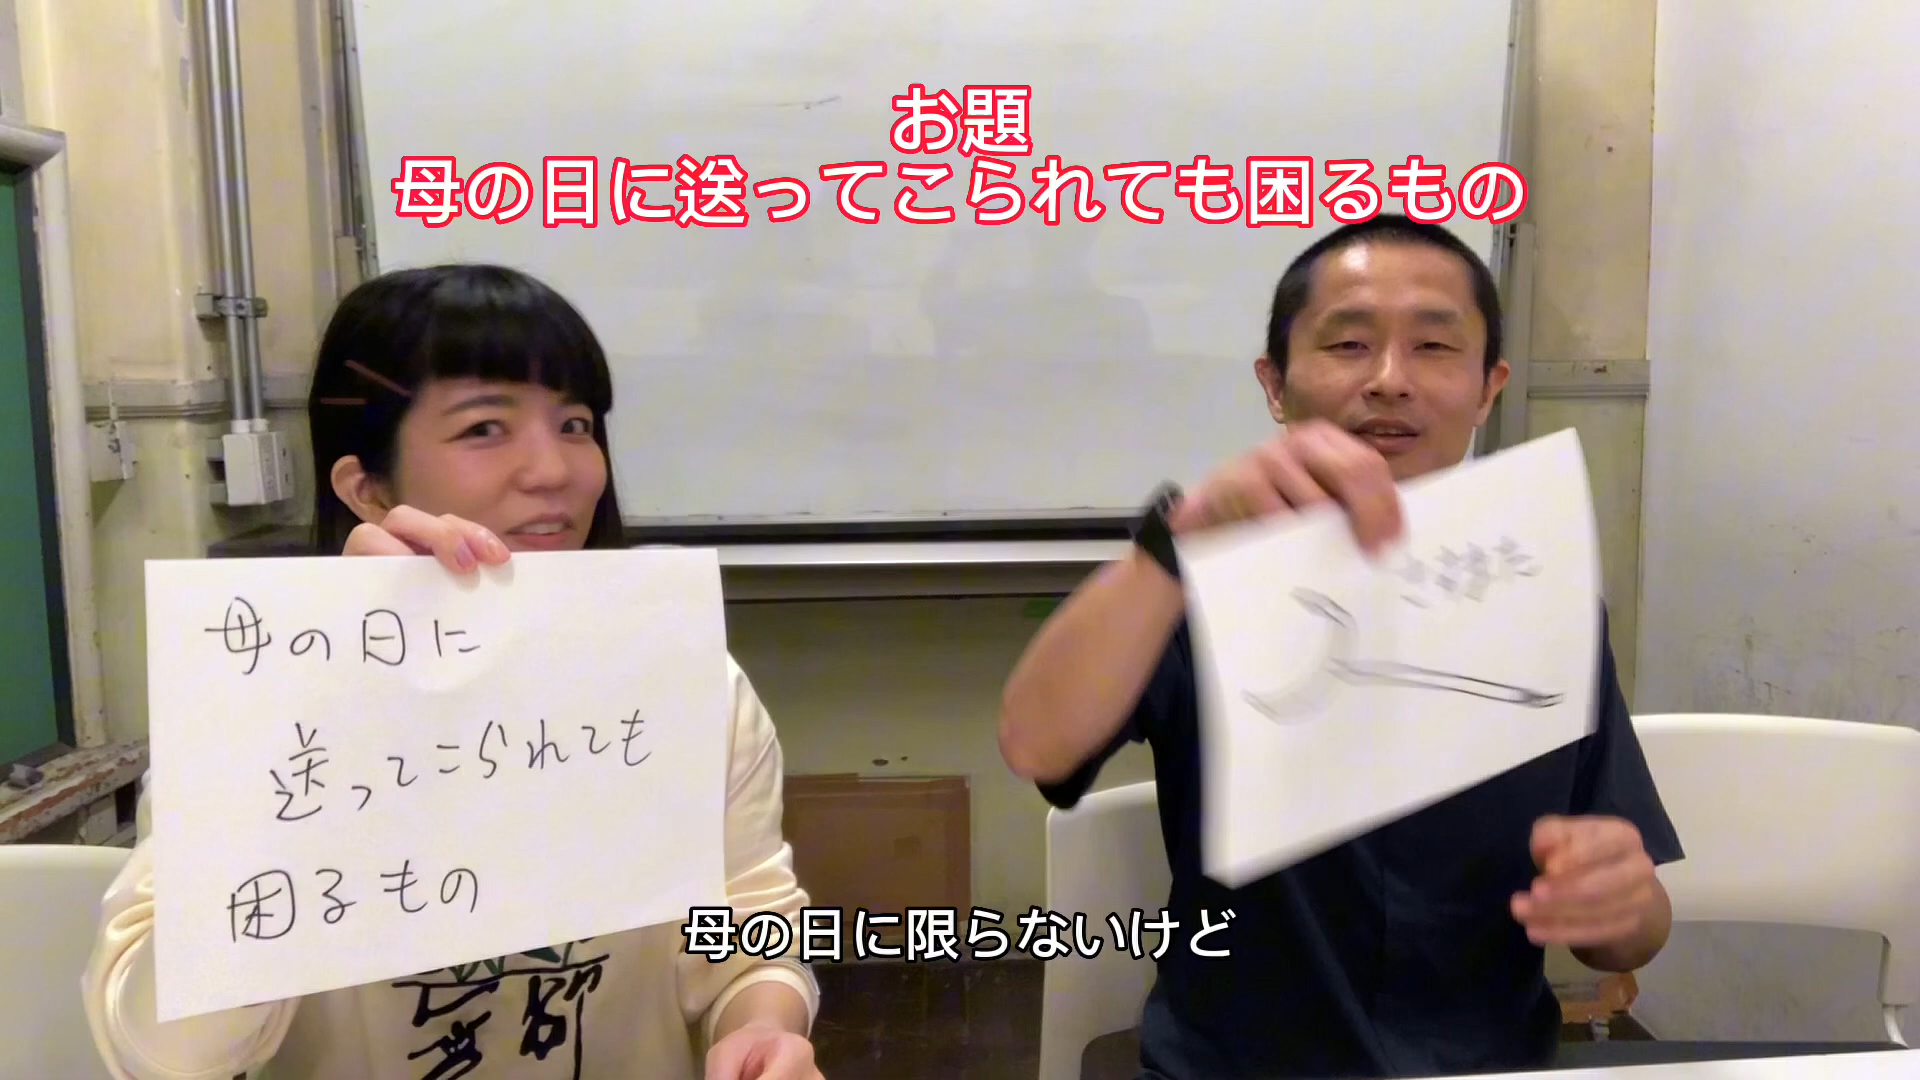 お題
母の日に送ってこられても困るもの
母の日に
送ってこられても
困るもの
母の日に限らないけど